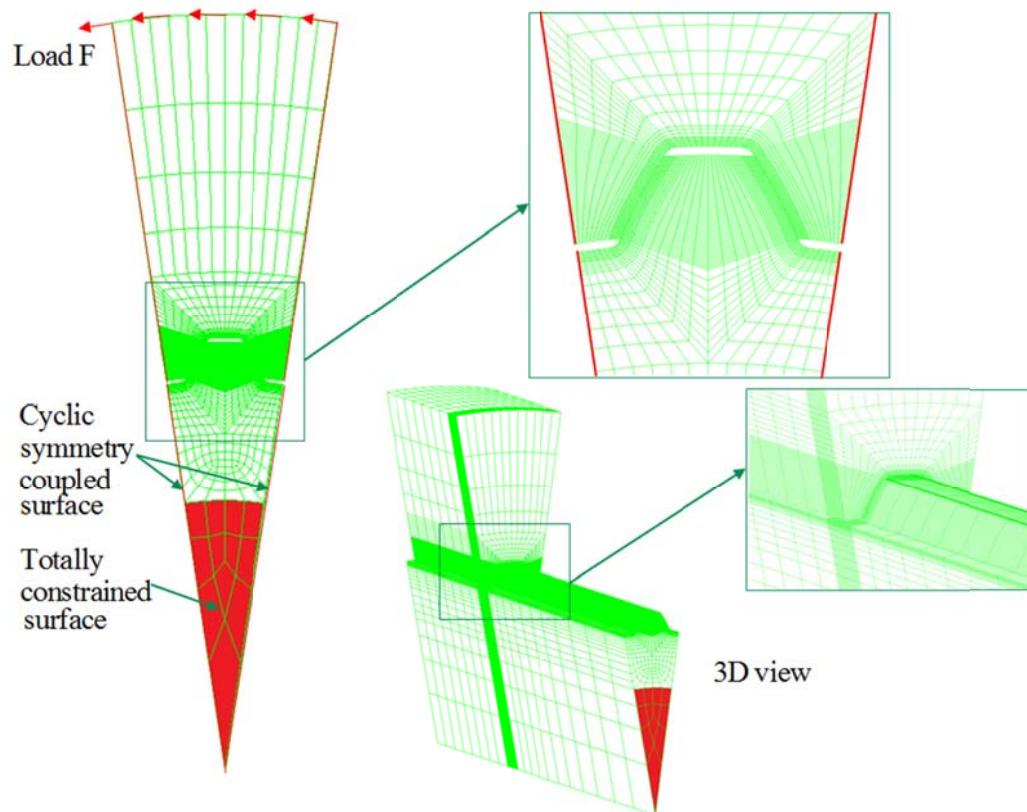 Load F
Cyclic
symmetry
coupled
surface
Totally
constrained
surface
3D view